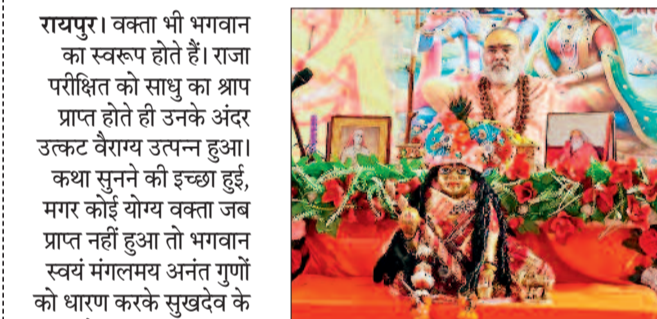 रायपुर। वक्ता भी भगवान
का स्वरूप होते हैं। राजा
परीक्षित को साधु का श्राप
प्राप्त होते ही उनके अंदर
उत्कट वैराग्य उत्पन्न हुआ।
कथा सुनने की इच्छा हुई,
मगर कोई योग्य वक्ता जब
प्राप्त नहीं हुआ तो भगवान
स्वयं मंगलमय अनंत गुणों
को धारण करके सुखदेव के